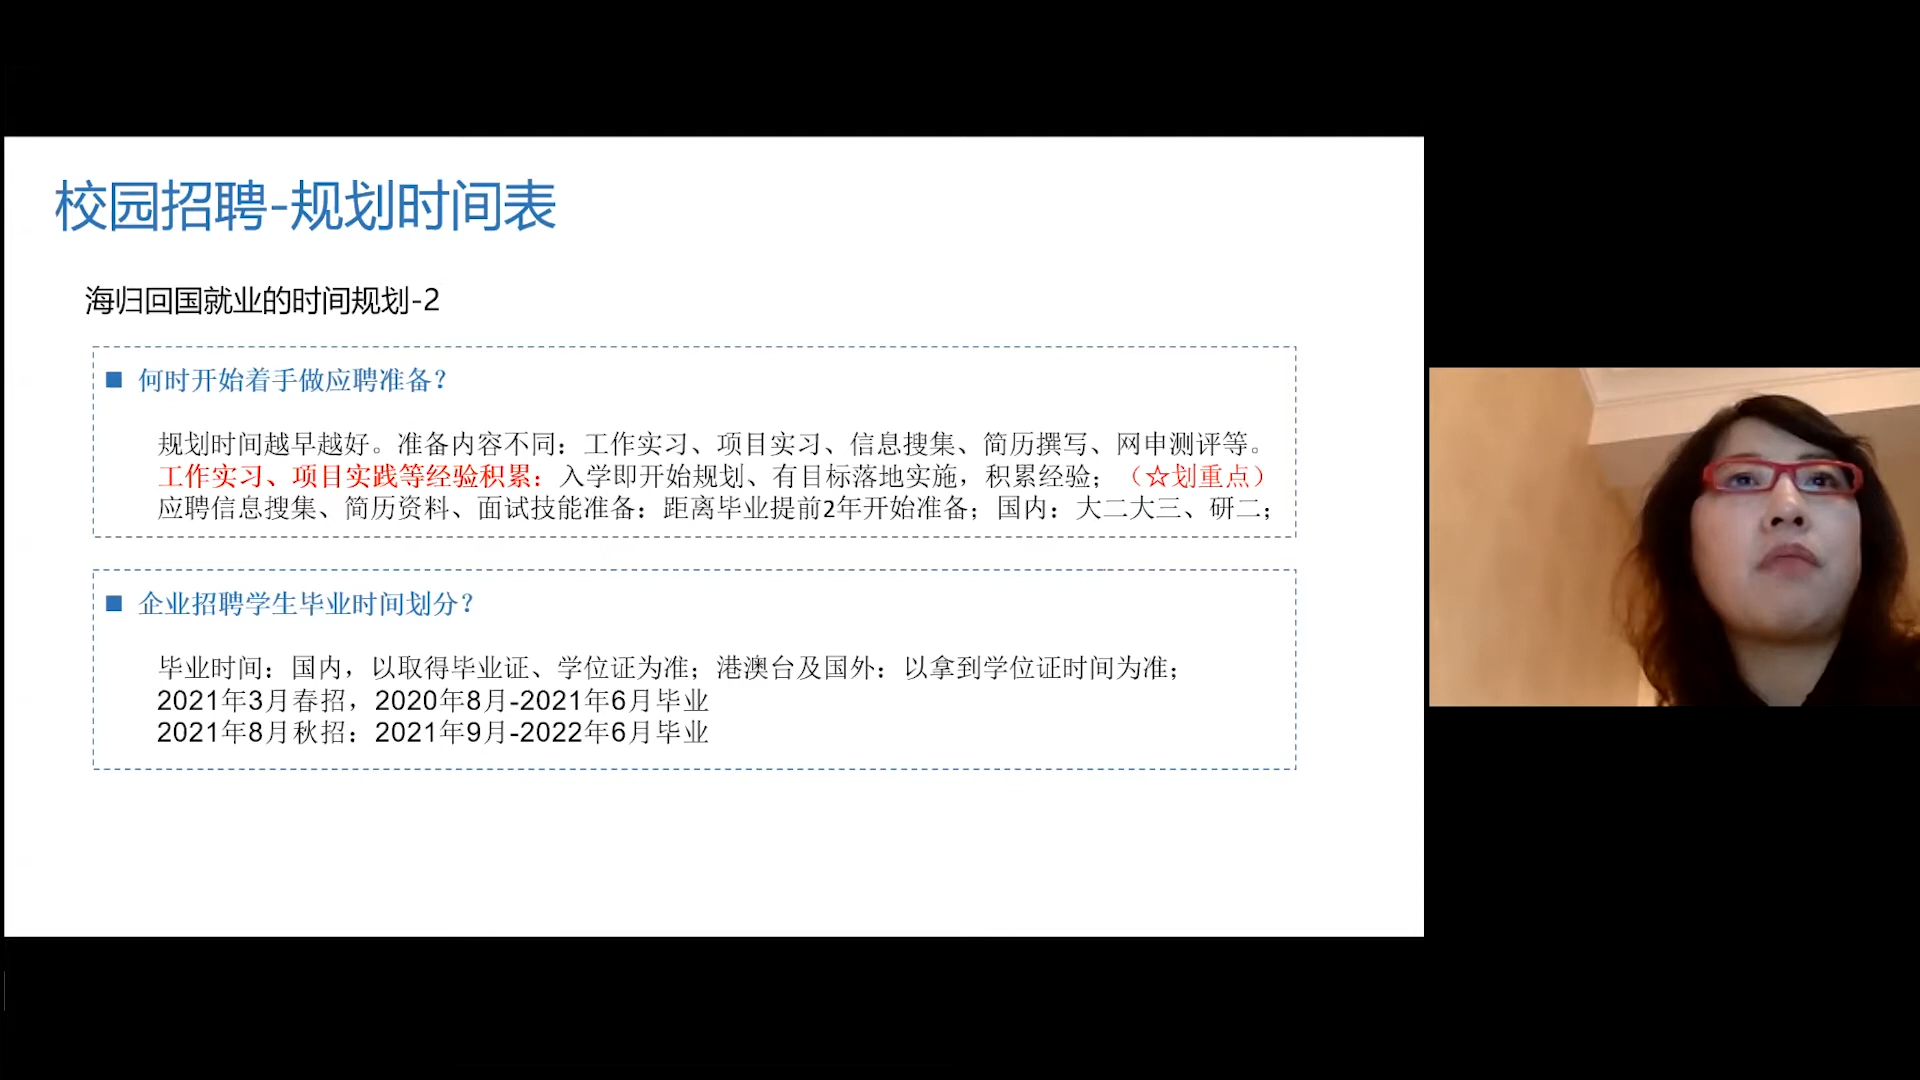 校园招聘-规划时间表
海归回国就业的时间规划-2
■ 何时开始着手做应聘准备？
规划时间越早越好。准备内容不同：工作实习、项目实习、信息搜集、简历撰写、网申测评等。
工作实习、项目实践等经验积累：入学即开始规划、有目标落地实施，积累经验；（☆划重点）
应聘信息搜集、简历资料、面试技能准备：距离毕业提前2年开始准备；国内：大二大三、研二；
■ 企业招聘学生毕业时间划分？
毕业时间：国内，以取得毕业证、学位证为准；港澳台及国外：以拿到学位证时间为准；
2021年3月春招，2020年8月-2021年6月毕业
2021年8月秋招：2021年9月-2022年6月毕业